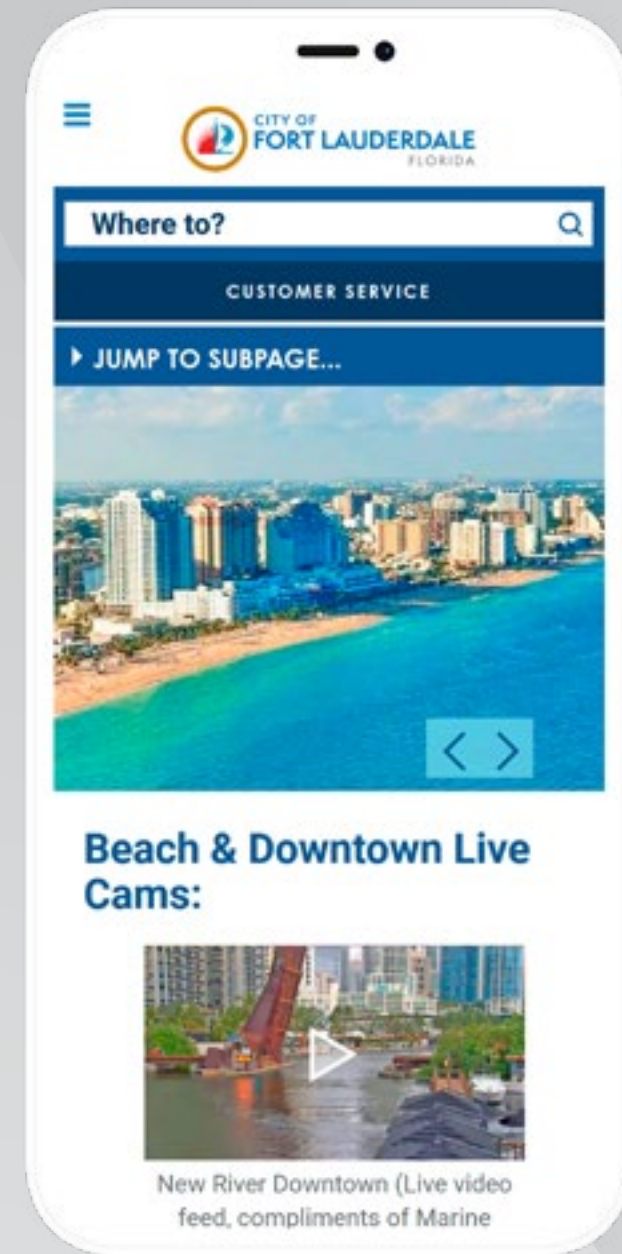 CITY OF
FORT LAUDERDALE
FLORIDA
Where to?
CUSTOMER SERVICE
JUMP TO SUBPAGE...
Beach & Downtown Live
Cams:
New River Downtown (Live video
feed, compliments of Marine